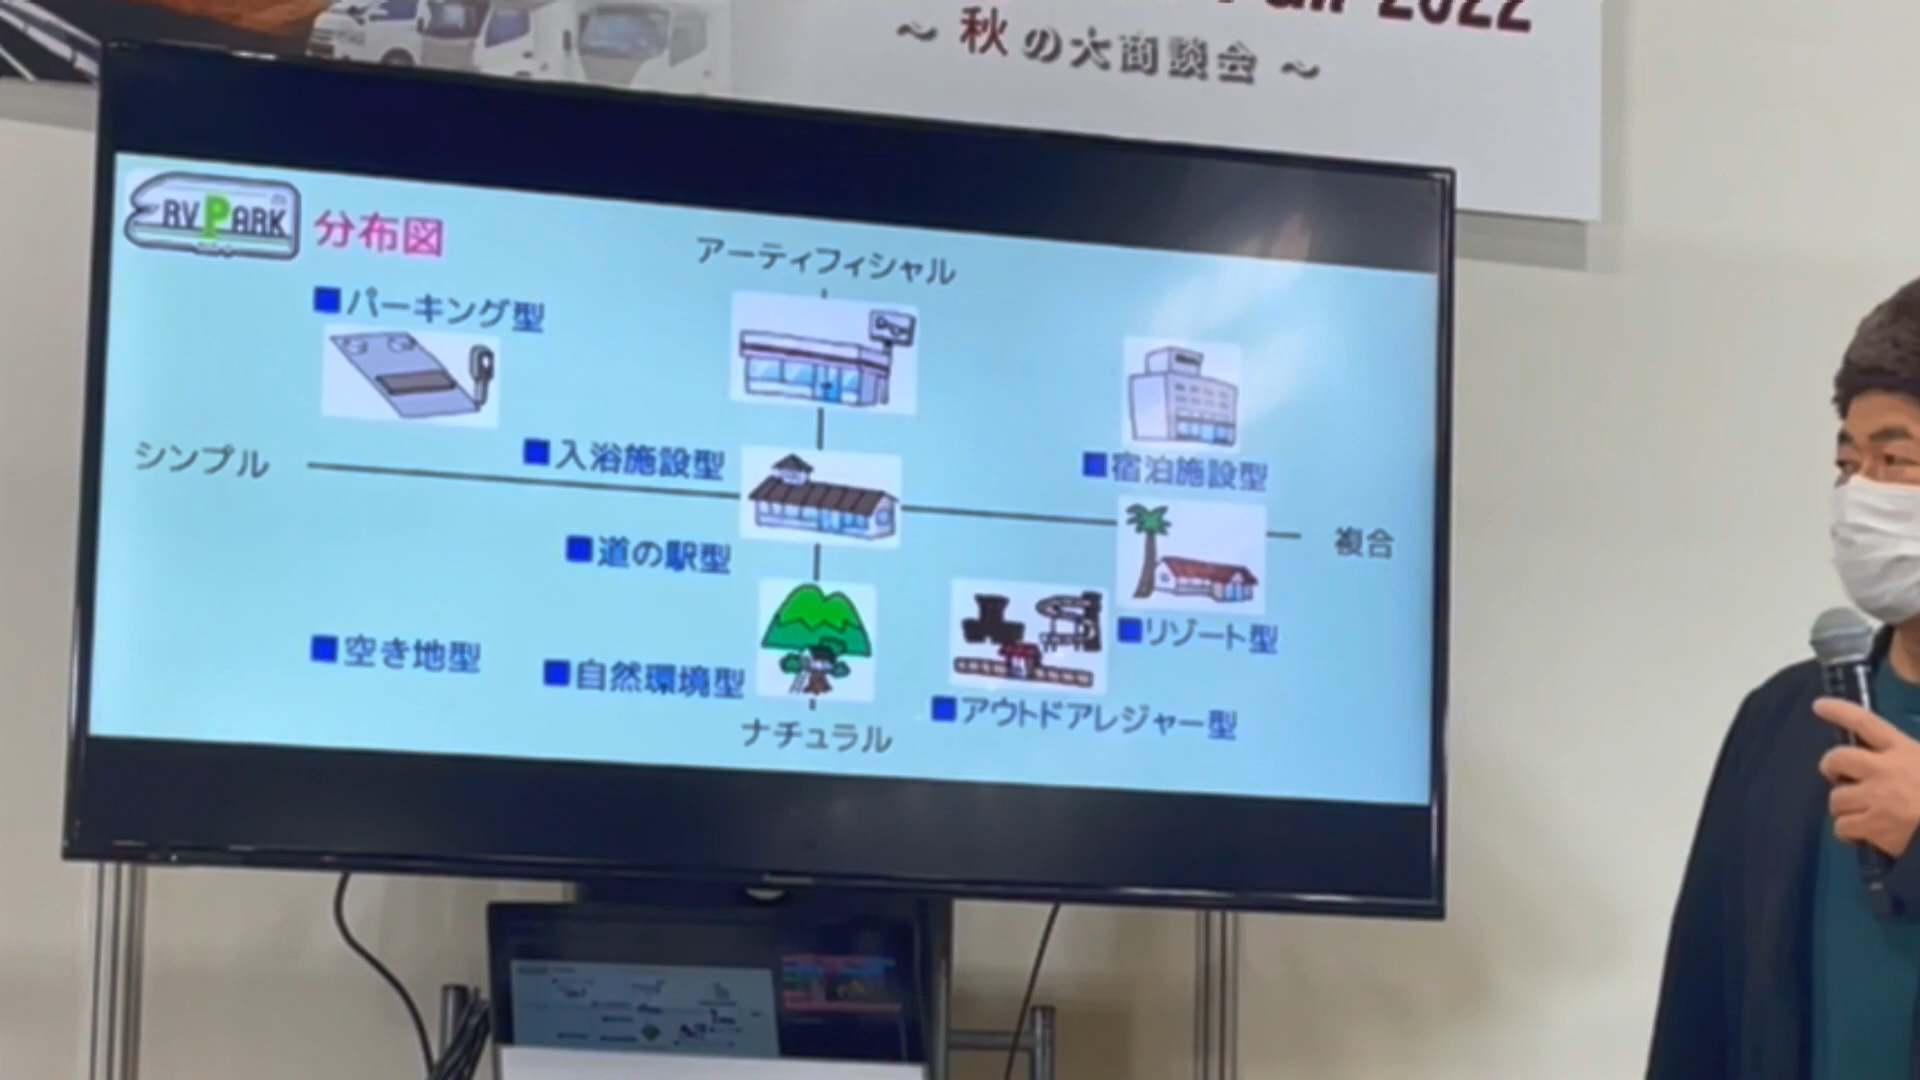 2022
～秋の大商談会～
RV PARK 分布図
アーティフィシャル
■パーキング型
■入浴施設型
■宿泊施設型
シンプル
複合
■道の駅型
■リゾート型
■空き地型
■自然環境型
■アウトドアレジャー型
ナチュラル